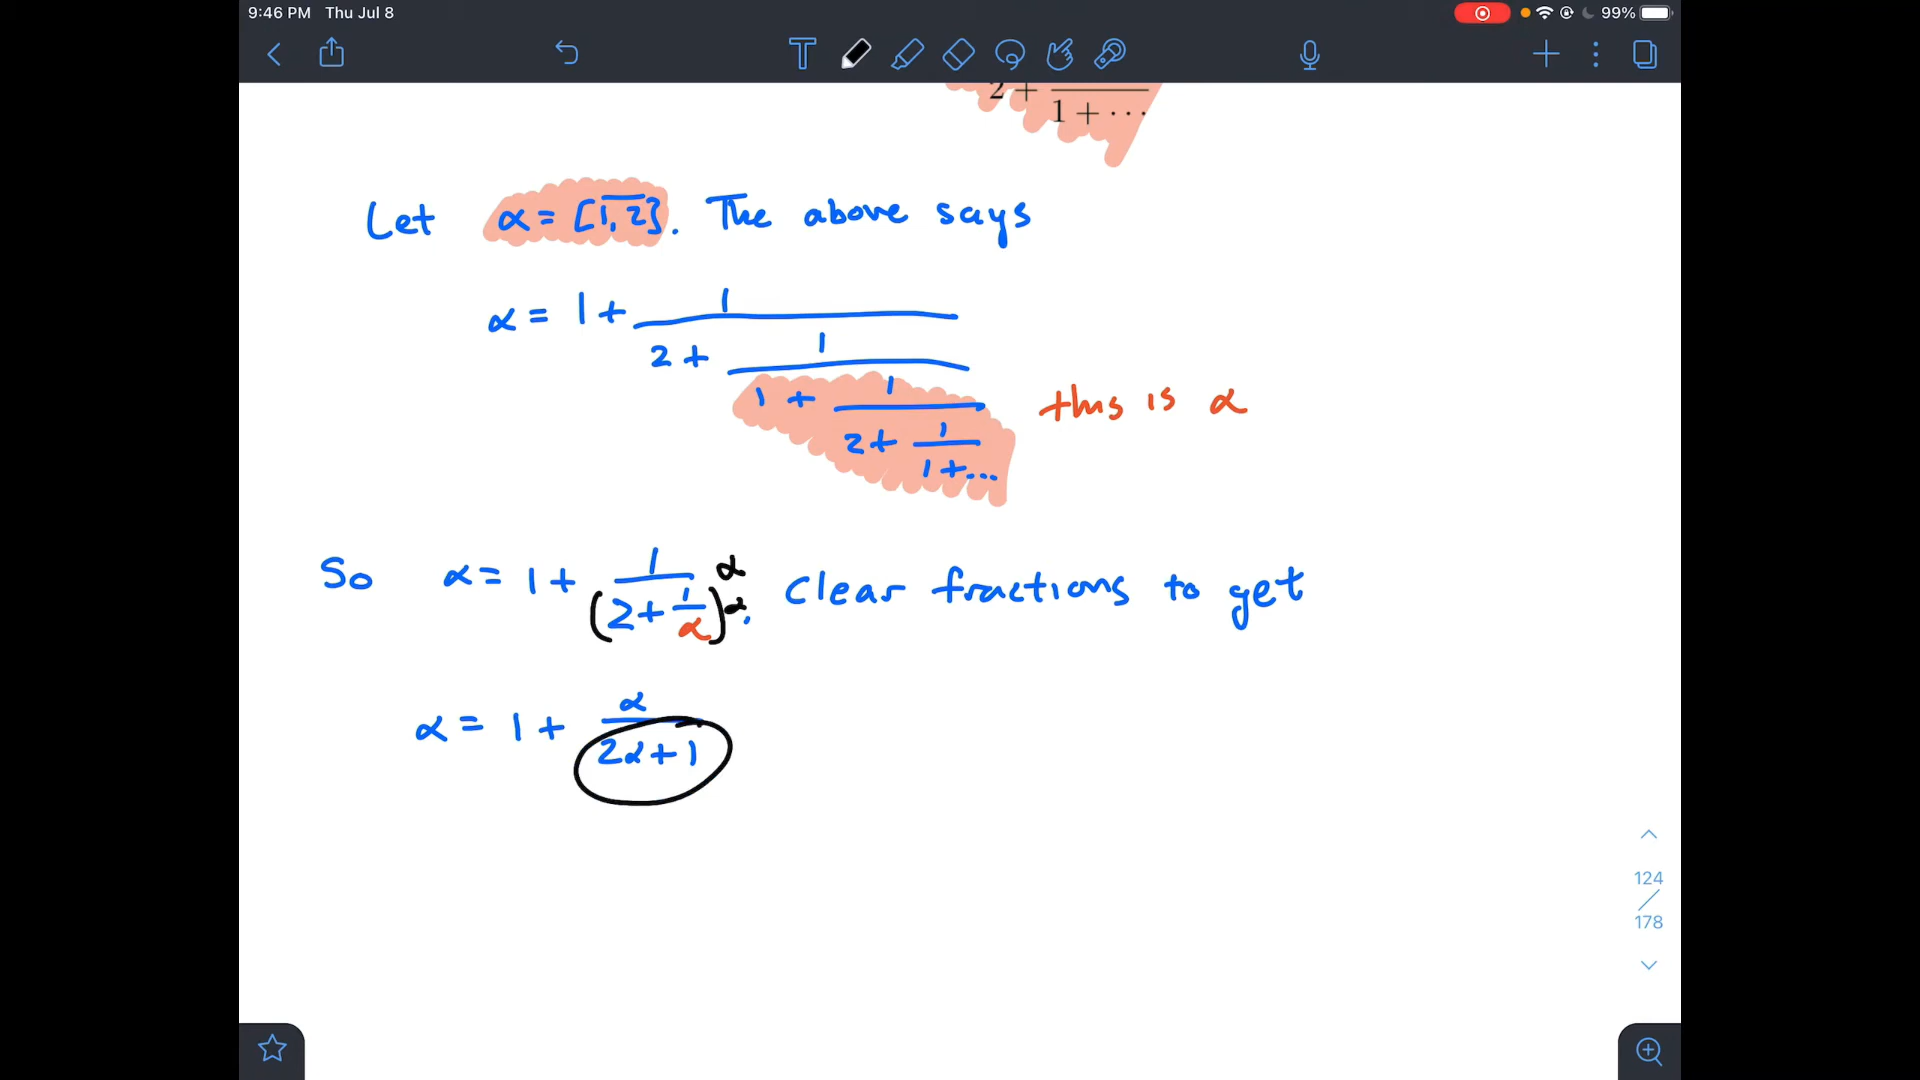 9:46 PM Thu Jul 8
99%
2 +
1 + ⋯
Let α = [1̅,̅ ̅2̅]. The above says
α = 1 + 1
2 + 1
1 + 1
2 + 1
1 + ...
this is α
So α = 1 + 1 / (2 + 1/α) α α. Clear fractions to get
α = 1 + α / 2α + 1
124
178